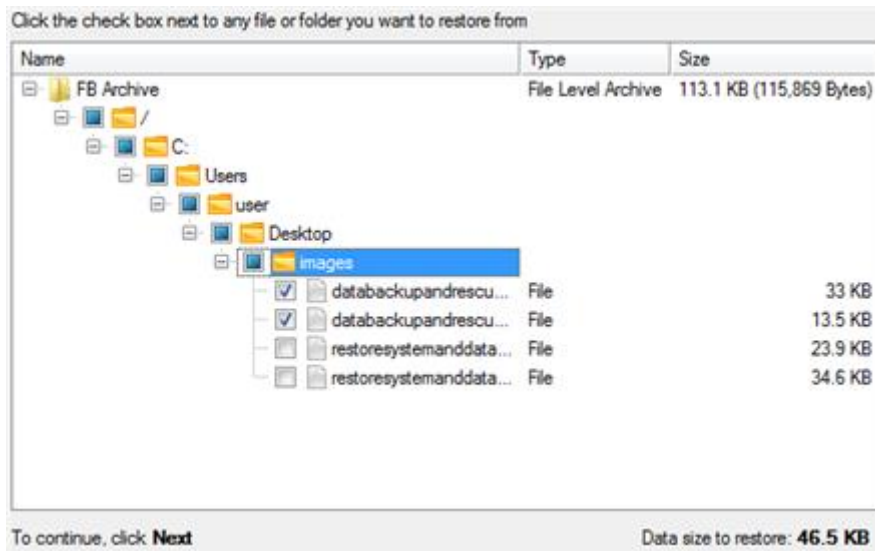 Click the check box next to any file or folder you want to restore from
Name Type Size
FB Archive File Level Archive 113.1 KB (115,869 Bytes)
/
C:
Users
user
Desktop
images
databackupandrescu... File 33 KB
databackupandrescu... File 13.5 KB
restoresystemanddata... File 23.9 KB
restoresystemanddata... File 34.6 KB
To continue, click Next Data size to restore: 46.5 KB